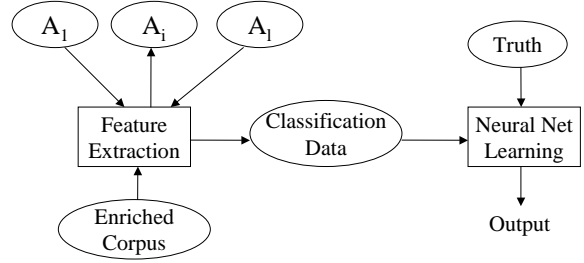 A1 Ai Al
Truth
Feature
Extraction
Classification
Data
Neural Net
Learning
Enriched
Corpus
Output